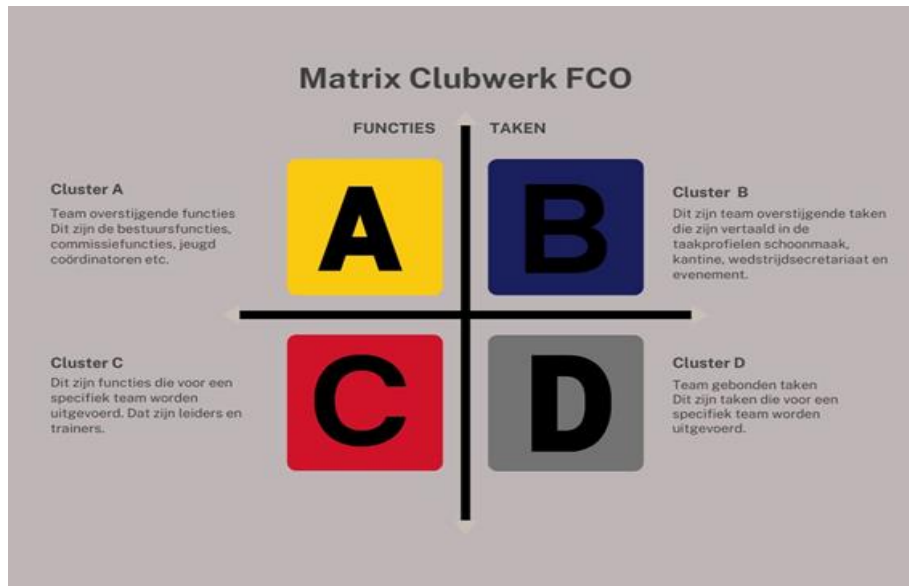 Matrix Clubwerk FCO
FUNCTIES
TAKEN
Cluster A
Team overstijgende functies
Dit zijn de bestuursfuncties,
commissiefuncties, jeugd
coördinatoren etc.
A
B
Cluster B
Dit zijn team overstijgende taken
die zijn vertaald in de
taakprofielen schoonmaak,
kantine, wedstrijdsecretariaat en
evenement.
Cluster C
Dit zijn functies die voor een
specifiek team worden
uitgevoerd. Dat zijn leiders en
trainers.
C
D
Cluster D
Team gebonden taken
Dit zijn taken die voor een
specifiek team worden
uitgevoerd.